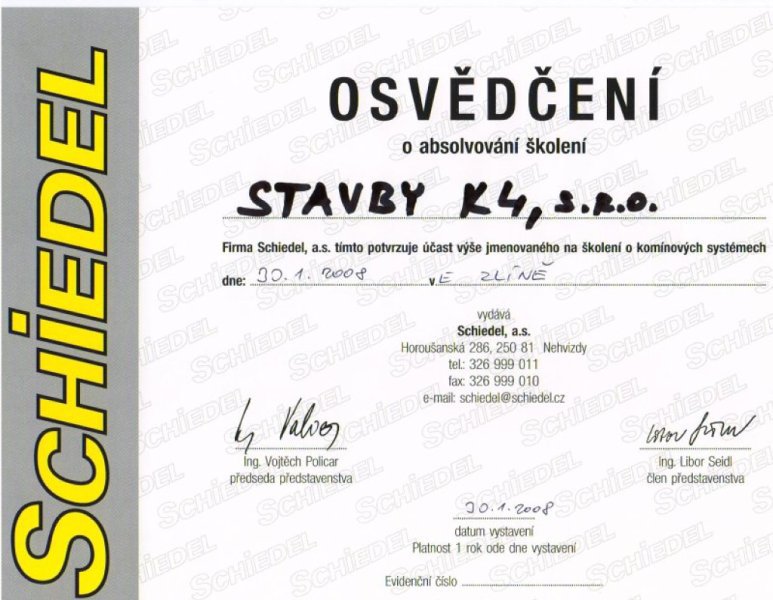 SCHiEDEL
OSVĚDČENÍ
o absolvování školení
STAVBY K4, s.r.o.
Firma Schiedel, a.s. tímto potvrzuje účast výše jmenovaného na školení o komínových systémech
dne: 30.1.2008 VE ZLÍNĚ
vydává
Schiedel, a.s.
Horoušanská 286, 250 81 Nehvizdy
tel.: 326 999 011
fax: 326 999 010
e-mail: schiedel@schiedel.cz
Ing. Vojtěch Policar
předseda představenstva
Ing. Libor Seidl
člen představenstva
30.1.2008
datum vystavení
Platnost 1 rok ode dne vystavení
Evidenční číslo